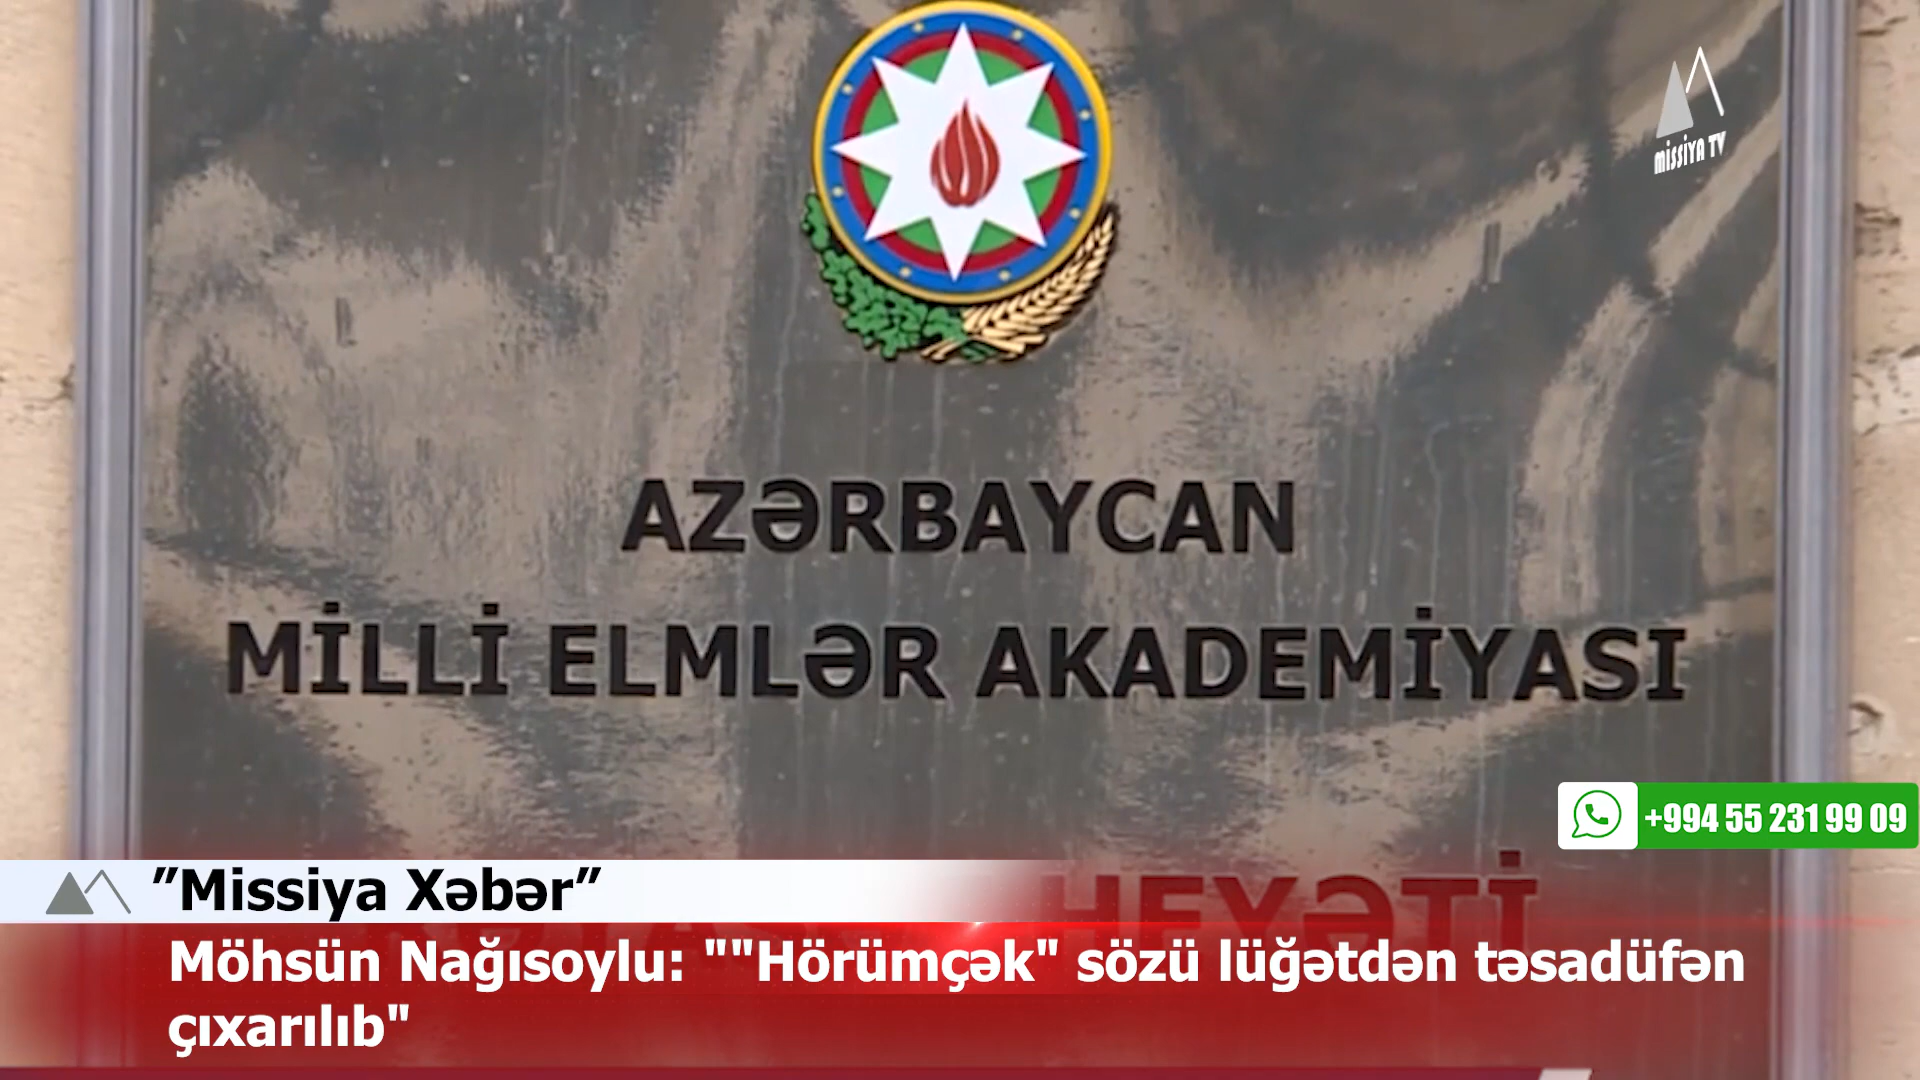 missiya TV
AZƏRBAYCAN
MİLLİ ELMLƏR AKADEMİYASI
+994 55 231 99 09
HEYƏTİ
”Missiya Xəbər”
Möhsün Nağısoylu: ""Hörümçək" sözü lüğətdən təsadüfən
çıxarılıb"